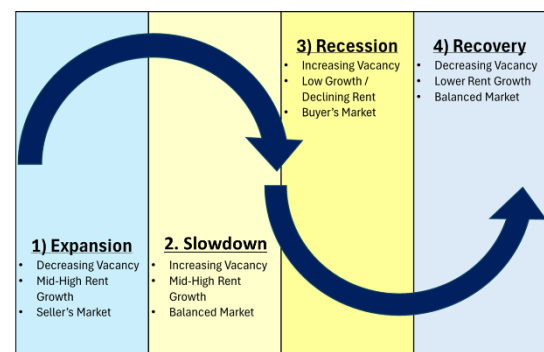 1) Expansion
• Decreasing Vacancy
• Mid-High Rent
Growth
• Seller's Market
2. Slowdown
• Increasing Vacancy
• Mid-High Rent
Growth
• Balanced Market
3) Recession
• Increasing Vacancy
• Low Growth /
Declining Rent
• Buyer's Market
4) Recovery
• Decreasing Vacancy
• Lower Rent Growth
• Balanced Market